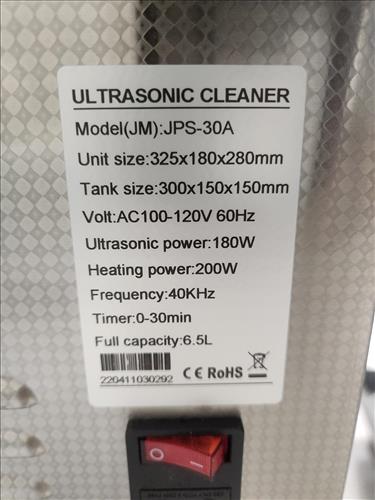 ULTRASONIC CLEANER
Model(JM):JPS-30A
Unit size:325x180x280mm
Tank size:300x150x150mm
Volt:AC100-120V 60Hz
Ultrasonic power:180W
Heating power:200W
Frequency:40KHz
Timer:0-30min
Full capacity:6.5L
220411030292
CE RoHS